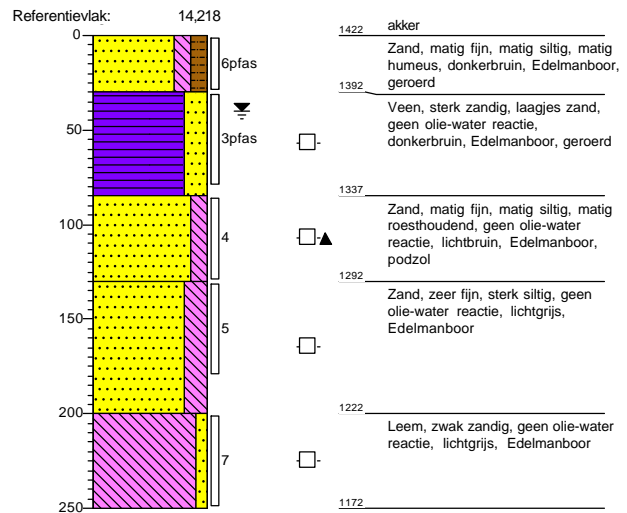 Referentievlak: 14,218
0
50
100
150
200
250
6pfas
3pfas
4
5
7
1422 akker
Zand, matig fijn, matig siltig, matig
humeus, donkerbruin, Edelmanboor,
geroerd
1392
Veen, sterk zandig, laagjes zand,
geen olie-water reactie,
donkerbruin, Edelmanboor, geroerd
1337
Zand, matig fijn, matig siltig, matig
roesthoudend, geen olie-water
reactie, lichtbruin, Edelmanboor,
podzol
1292
Zand, zeer fijn, sterk siltig, geen
olie-water reactie, lichtgrijs,
Edelmanboor
1222
Leem, zwak zandig, geen olie-water
reactie, lichtgrijs, Edelmanboor
1172